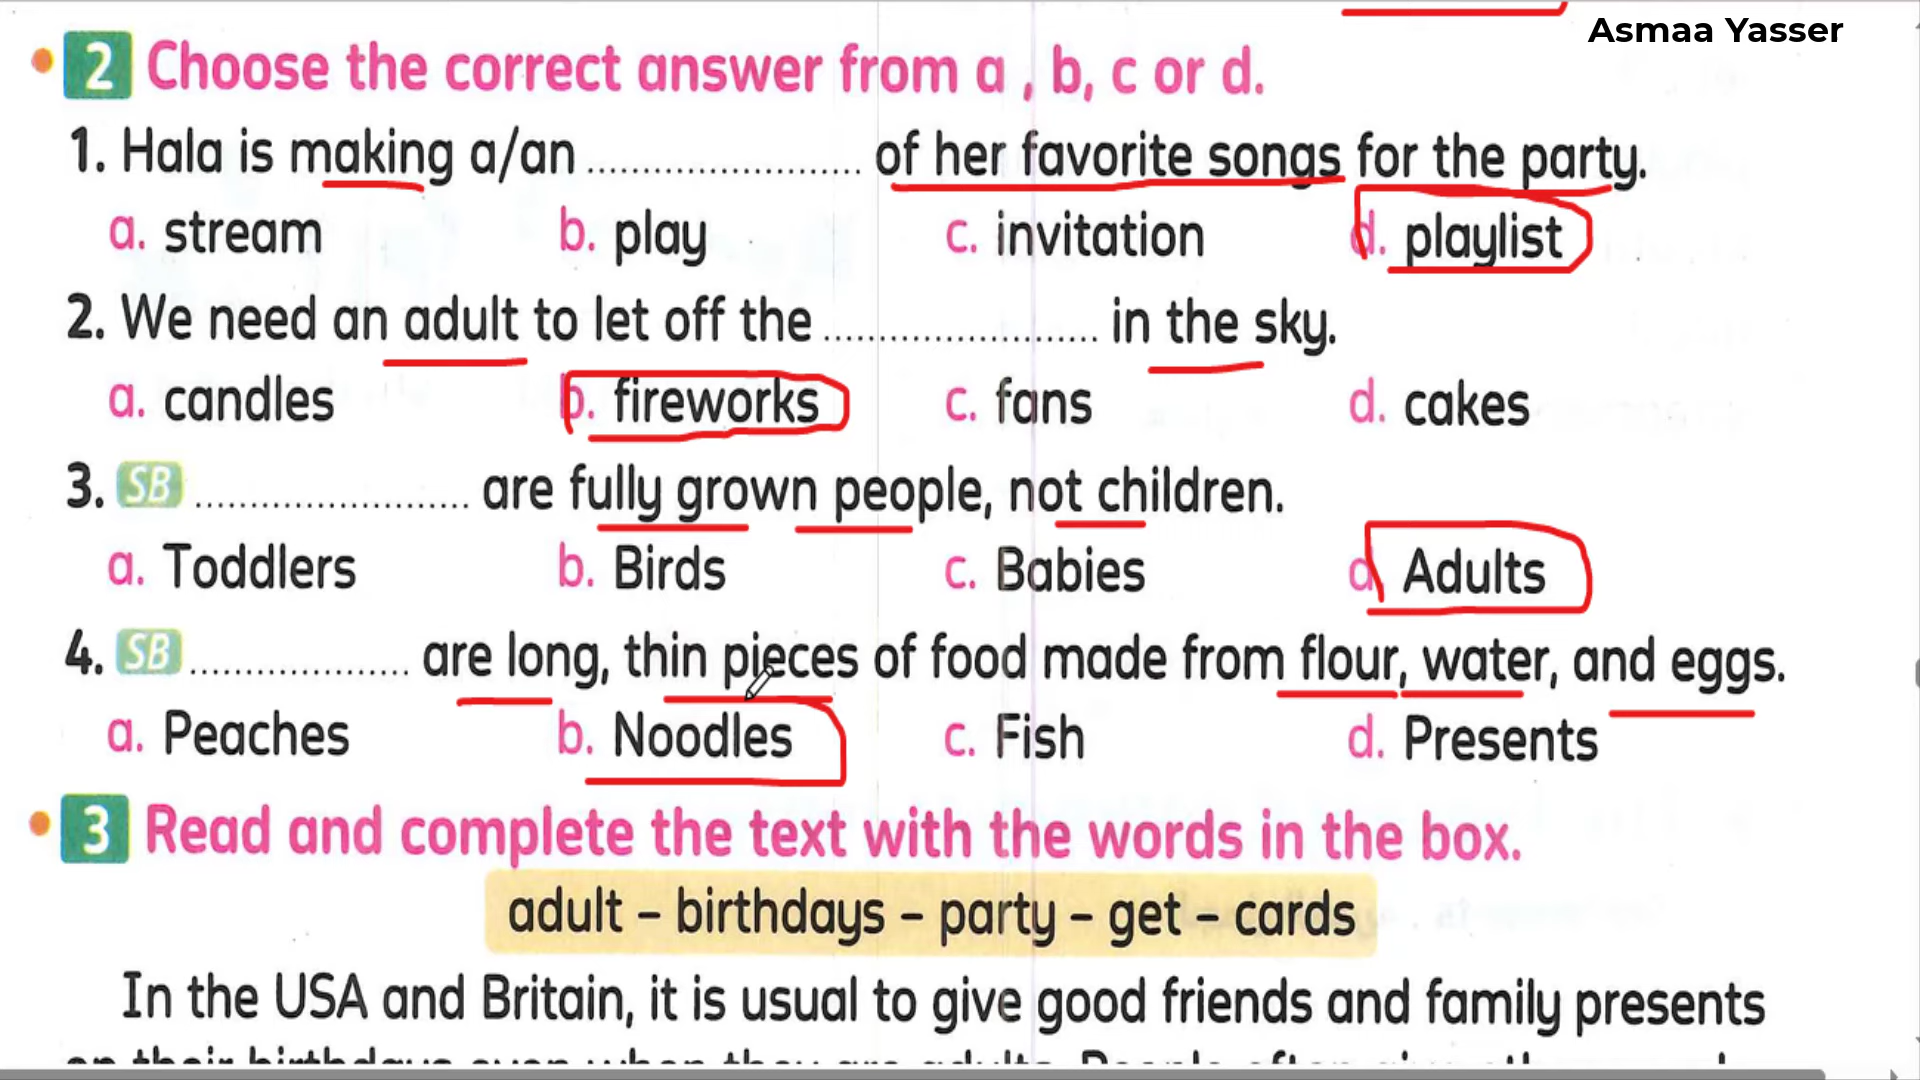 Asmaa Yasser
2 Choose the correct answer from a , b, c or d.
1. Hala is making a/an ........................ of her favorite songs for the party.
a. stream b. play c. invitation d. playlist
2. We need an adult to let off the ........................ in the sky.
a. candles b. fireworks c. fans d. cakes
3. SB ........................ are fully grown people, not children.
a. Toddlers b. Birds c. Babies d. Adults
4. SB ................... are long, thin pieces of food made from flour, water, and eggs.
a. Peaches b. Noodles c. Fish d. Presents
3 Read and complete the text with the words in the box.
adult – birthdays – party – get – cards
In the USA and Britain, it is usual to give good friends and family presents